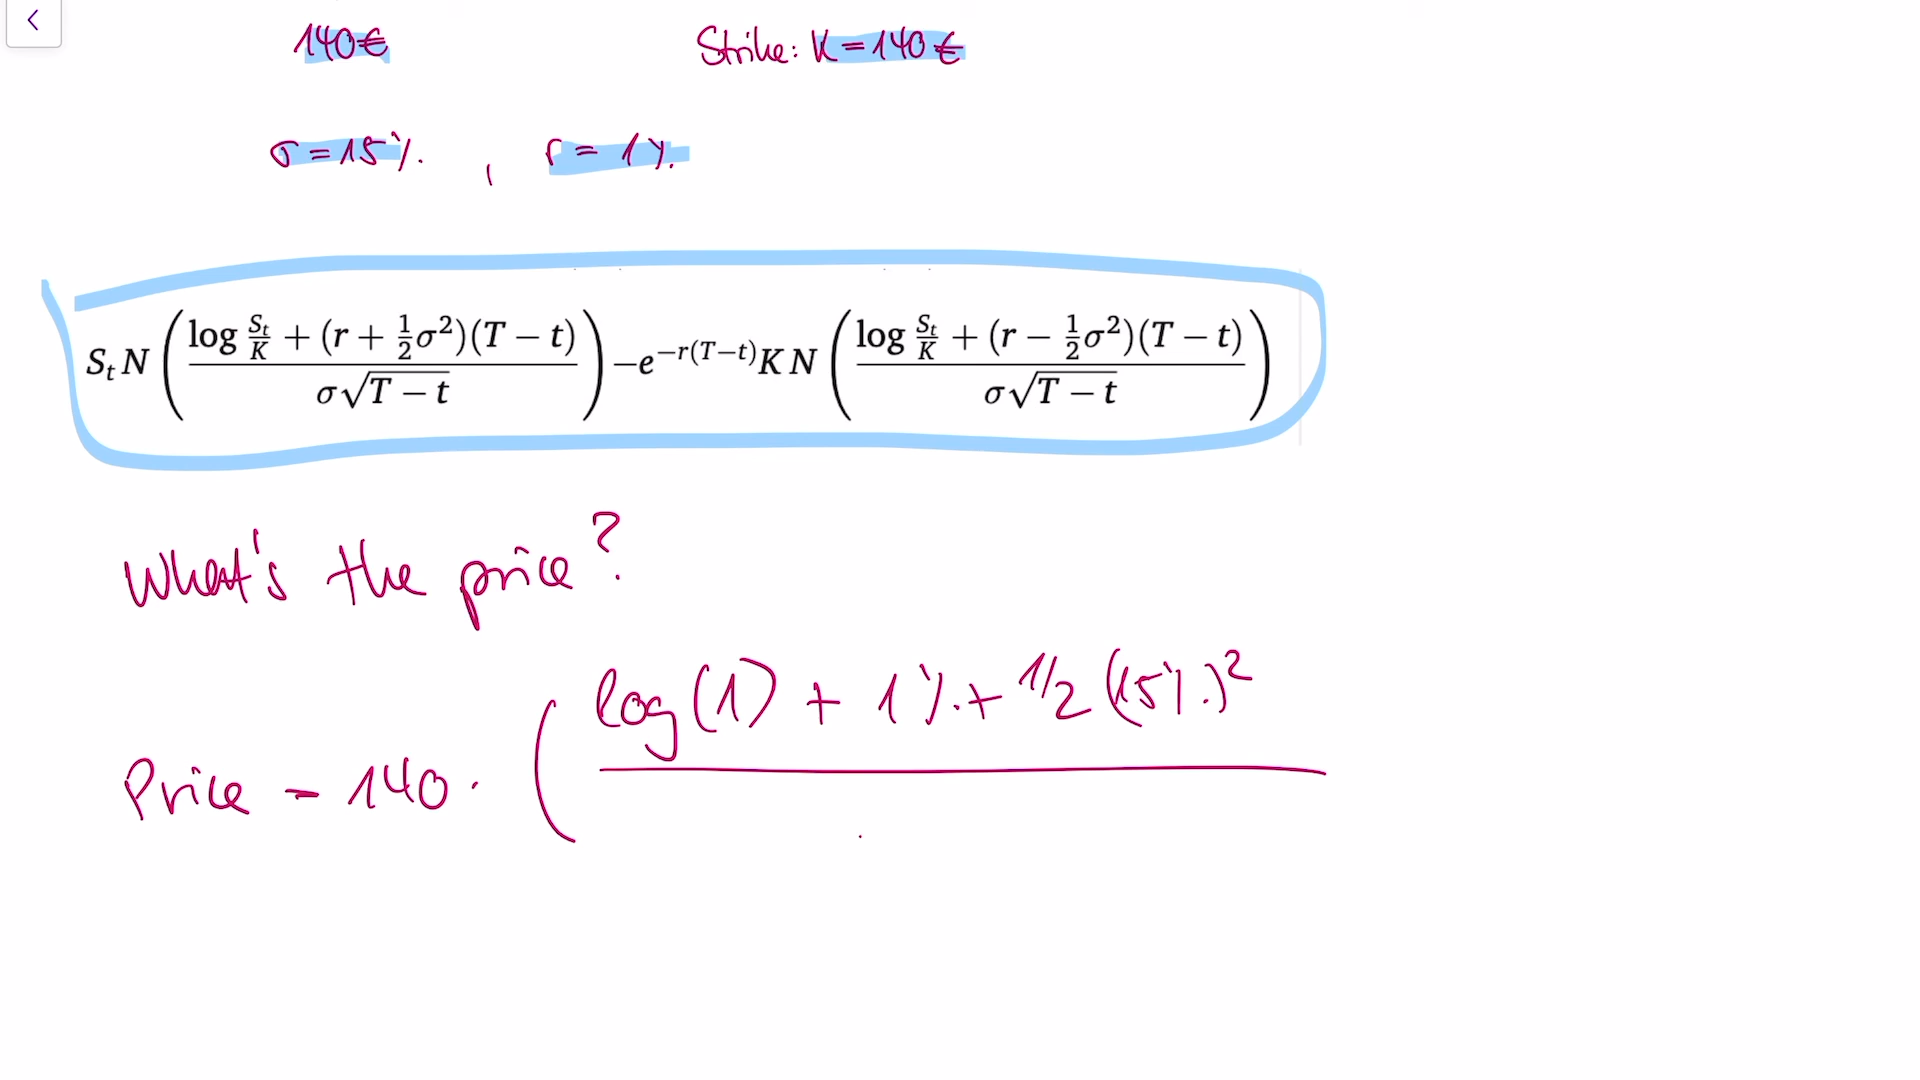 140€ Strike: K = 140 €
σ = 15%, r = 1%
S_t N ( (log S_t/K + (r + 1/2 σ²)(T − t)) / (σ√(T − t)) ) −e^{−r(T−t)} K N ( (log S_t/K + (r − 1/2 σ²)(T − t)) / (σ√(T − t)) )
What's the price?
log(1) + 1% + 1/2 (15%)²
Price = 140 · (